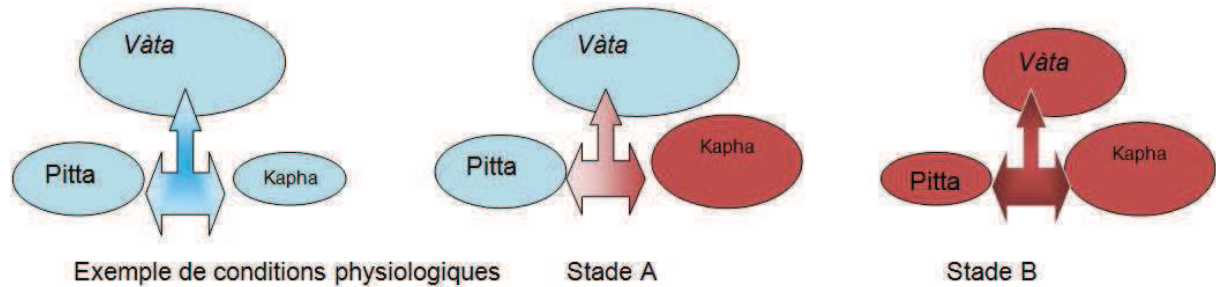 Vàta
Pitta
Kapha
Vàta
Pitta
Kapha
Vàta
Pitta
Kapha
Exemple de conditions physiologiques
Stade A
Stade B